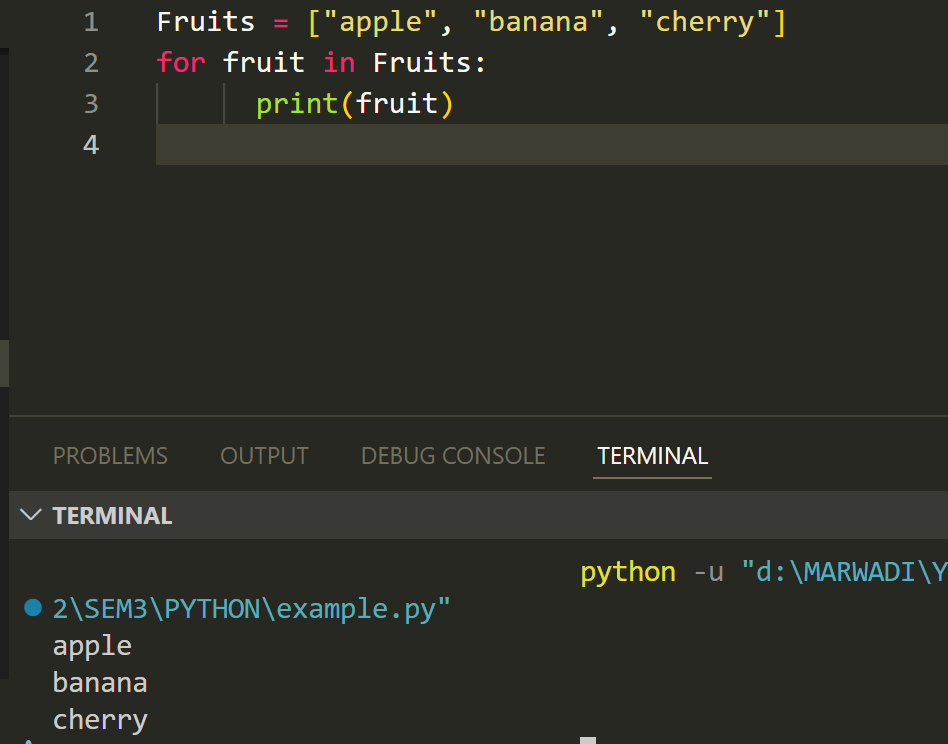 1 Fruits = ["apple", "banana", "cherry"]
2 for fruit in Fruits:
3 print(fruit)
4
PROBLEMS OUTPUT DEBUG CONSOLE TERMINAL
TERMINAL
python -u "d:\MARWADI\Y
2\SEM3\PYTHON\example.py"
apple
banana
cherry